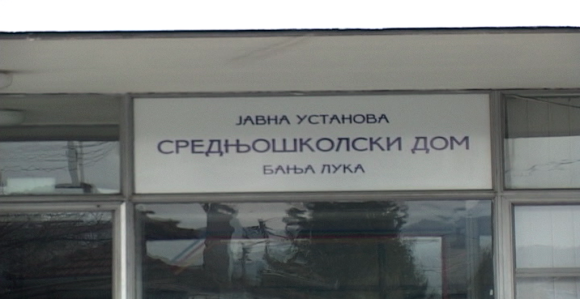 ЈАВНА УСТАНОВА
СРЕДЊОШКОЛСКИ ДОМ
БАЊА ЛУКА